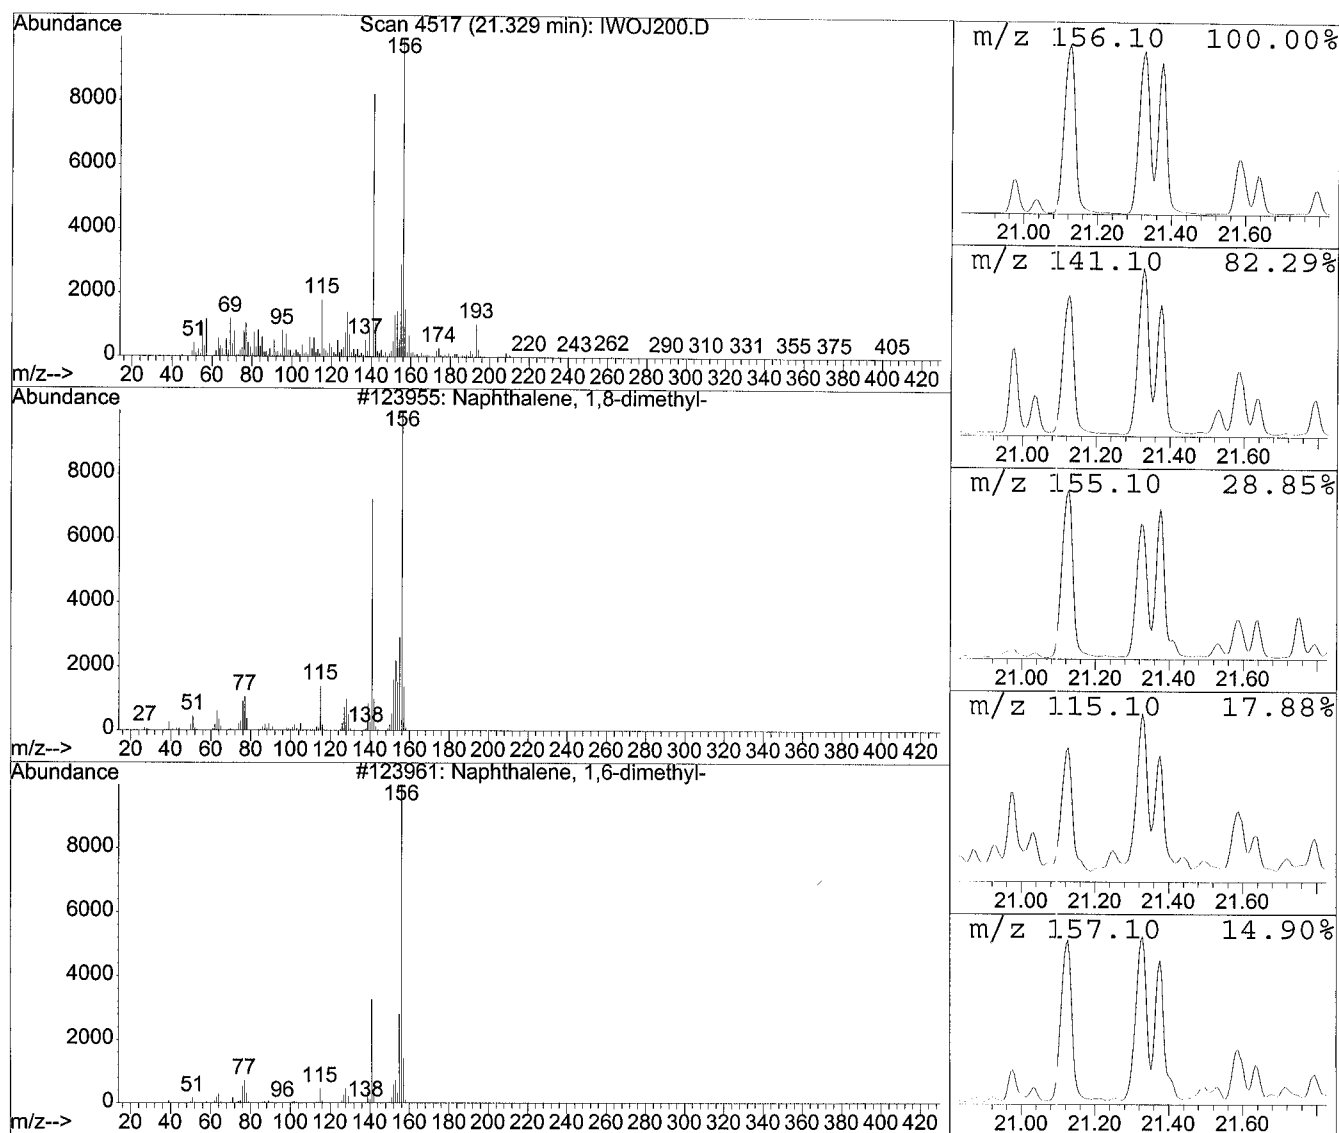 Abundance
Scan 4517 (21.329 min): IWOJ200.D
156
8000
6000
4000
2000
0
51
69
95
115
137
174
193
220
243
262
290
310
331
355
375
405
m/z-->
20 40 60 80 100 120 140 160 180 200 220 240 260 280 300 320 340 360 380 400 420
Abundance
#123955: Naphthalene, 1,8-dimethyl-
156
8000
6000
4000
2000
0
27
51
77
115
138
m/z-->
20 40 60 80 100 120 140 160 180 200 220 240 260 280 300 320 340 360 380 400 420
Abundance
#123961: Naphthalene, 1,6-dimethyl-
156
8000
6000
4000
2000
0
51
77
96
115
138
m/z-->
20 40 60 80 100 120 140 160 180 200 220 240 260 280 300 320 340 360 380 400 420
m/z 156.10 100.00%
21.00 21.20 21.40 21.60
m/z 141.10 82.29%
21.00 21.20 21.40 21.60
m/z 155.10 28.85%
21.00 21.20 21.40 21.60
m/z 115.10 17.88%
21.00 21.20 21.40 21.60
m/z 157.10 14.90%
21.00 21.20 21.40 21.60